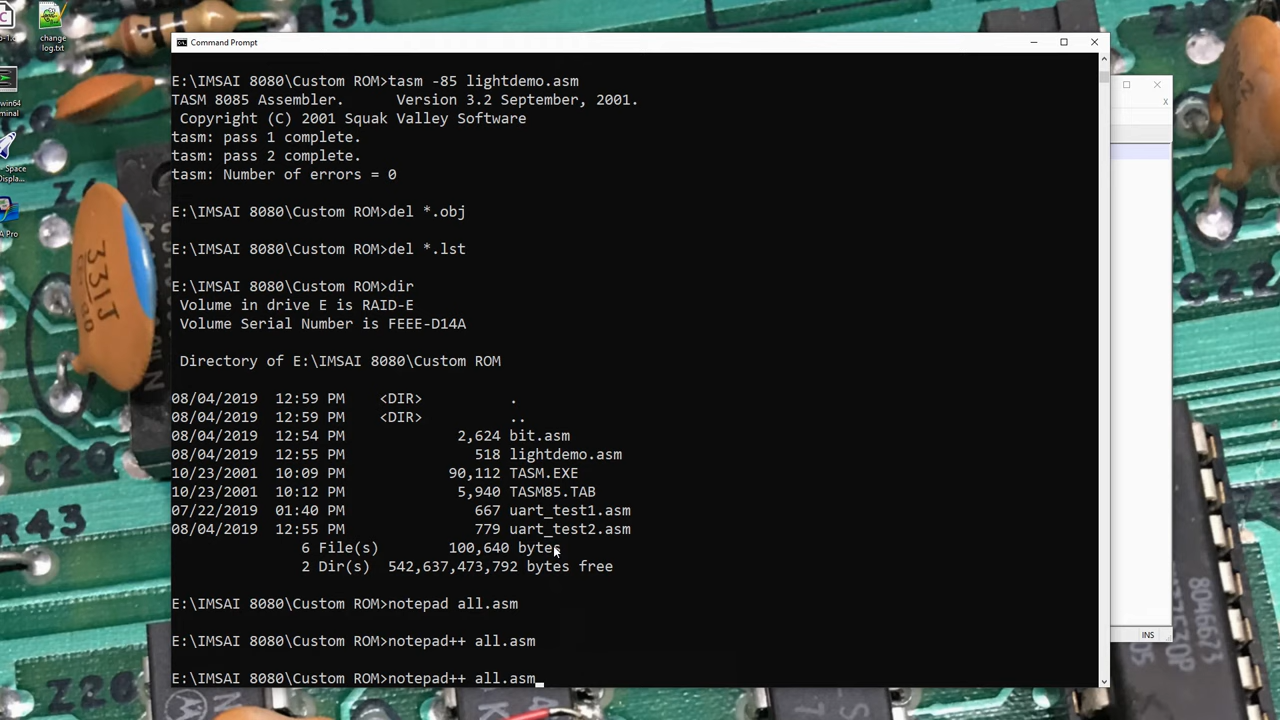 change
log.txt
Command Prompt
E:\IMSAI 8080\Custom ROM>tasm -85 lightdemo.asm
TASM 8085 Assembler.      Version 3.2 September, 2001.
 Copyright (C) 2001 Squak Valley Software
tasm: pass 1 complete.
tasm: pass 2 complete.
tasm: Number of errors = 0
E:\IMSAI 8080\Custom ROM>del *.obj
E:\IMSAI 8080\Custom ROM>del *.lst
E:\IMSAI 8080\Custom ROM>dir
 Volume in drive E is RAID-E
 Volume Serial Number is FEEE-D14A
 Directory of E:\IMSAI 8080\Custom ROM
08/04/2019  12:59 PM    <DIR>          .
08/04/2019  12:59 PM    <DIR>          ..
08/04/2019  12:54 PM             2,624 bit.asm
08/04/2019  12:55 PM               518 lightdemo.asm
10/23/2001  10:09 PM            90,112 TASM.EXE
10/23/2001  10:12 PM             5,940 TASM85.TAB
07/22/2019  01:40 PM               667 uart_test1.asm
08/04/2019  12:55 PM               779 uart_test2.asm
               6 File(s)        100,640 bytes
               2 Dir(s)  542,637,473,792 bytes free
E:\IMSAI 8080\Custom ROM>notepad all.asm
E:\IMSAI 8080\Custom ROM>notepad++ all.asm
E:\IMSAI 8080\Custom ROM>notepad++ all.asm
win64
- Space
Displa...
A Pro
INS
331J
R43
C22